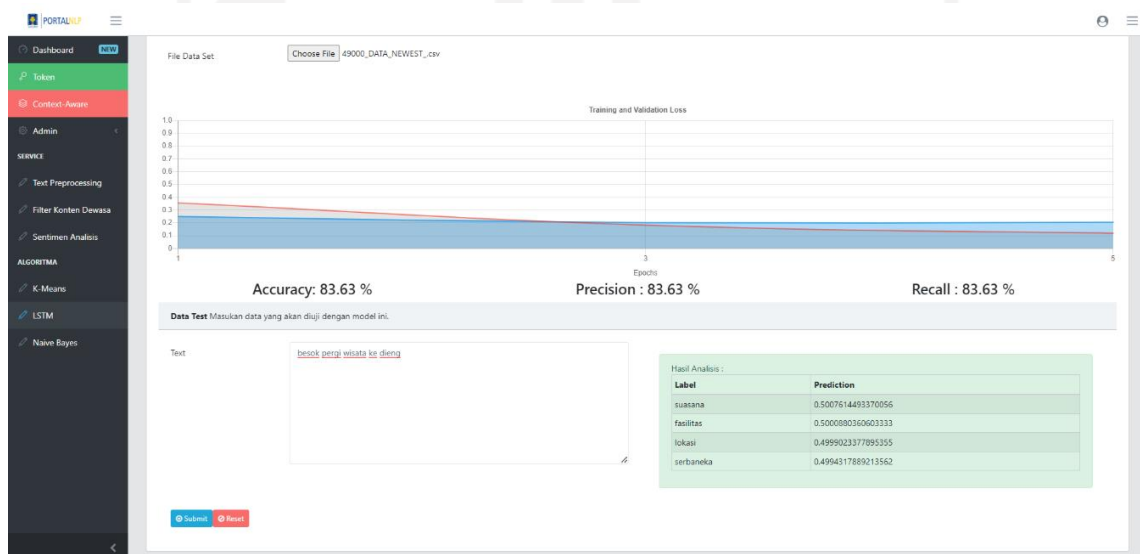 PORTALNLP
Dashboard NEW
Token
Context-Aware
Admin
SERVICE
Text Preprocessing
Filter Konten Dewasa
Sentimen Analisis
ALGORITMA
K-Means
LSTM
Naive Bayes
File Data Set Choose File 49000_DATA_NEWEST_.csv
Training and Validation Loss
1.0
0.9
0.8
0.7
0.6
0.5
0.4
0.3
0.2
0.1
0
1 3 5
Epochs
Accuracy: 83.63 % Precision : 83.63 % Recall : 83.63 %
Data Test Masukan data yang akan diuji dengan model ini.
Text besok pergi wisata ke dieng
Hasil Analisis :
Label Prediction
suasana 0.5007614493370056
fasilitas 0.5000880360603333
lokasi 0.4999023377895355
serbaneka 0.4994317889213562
Submit Reset